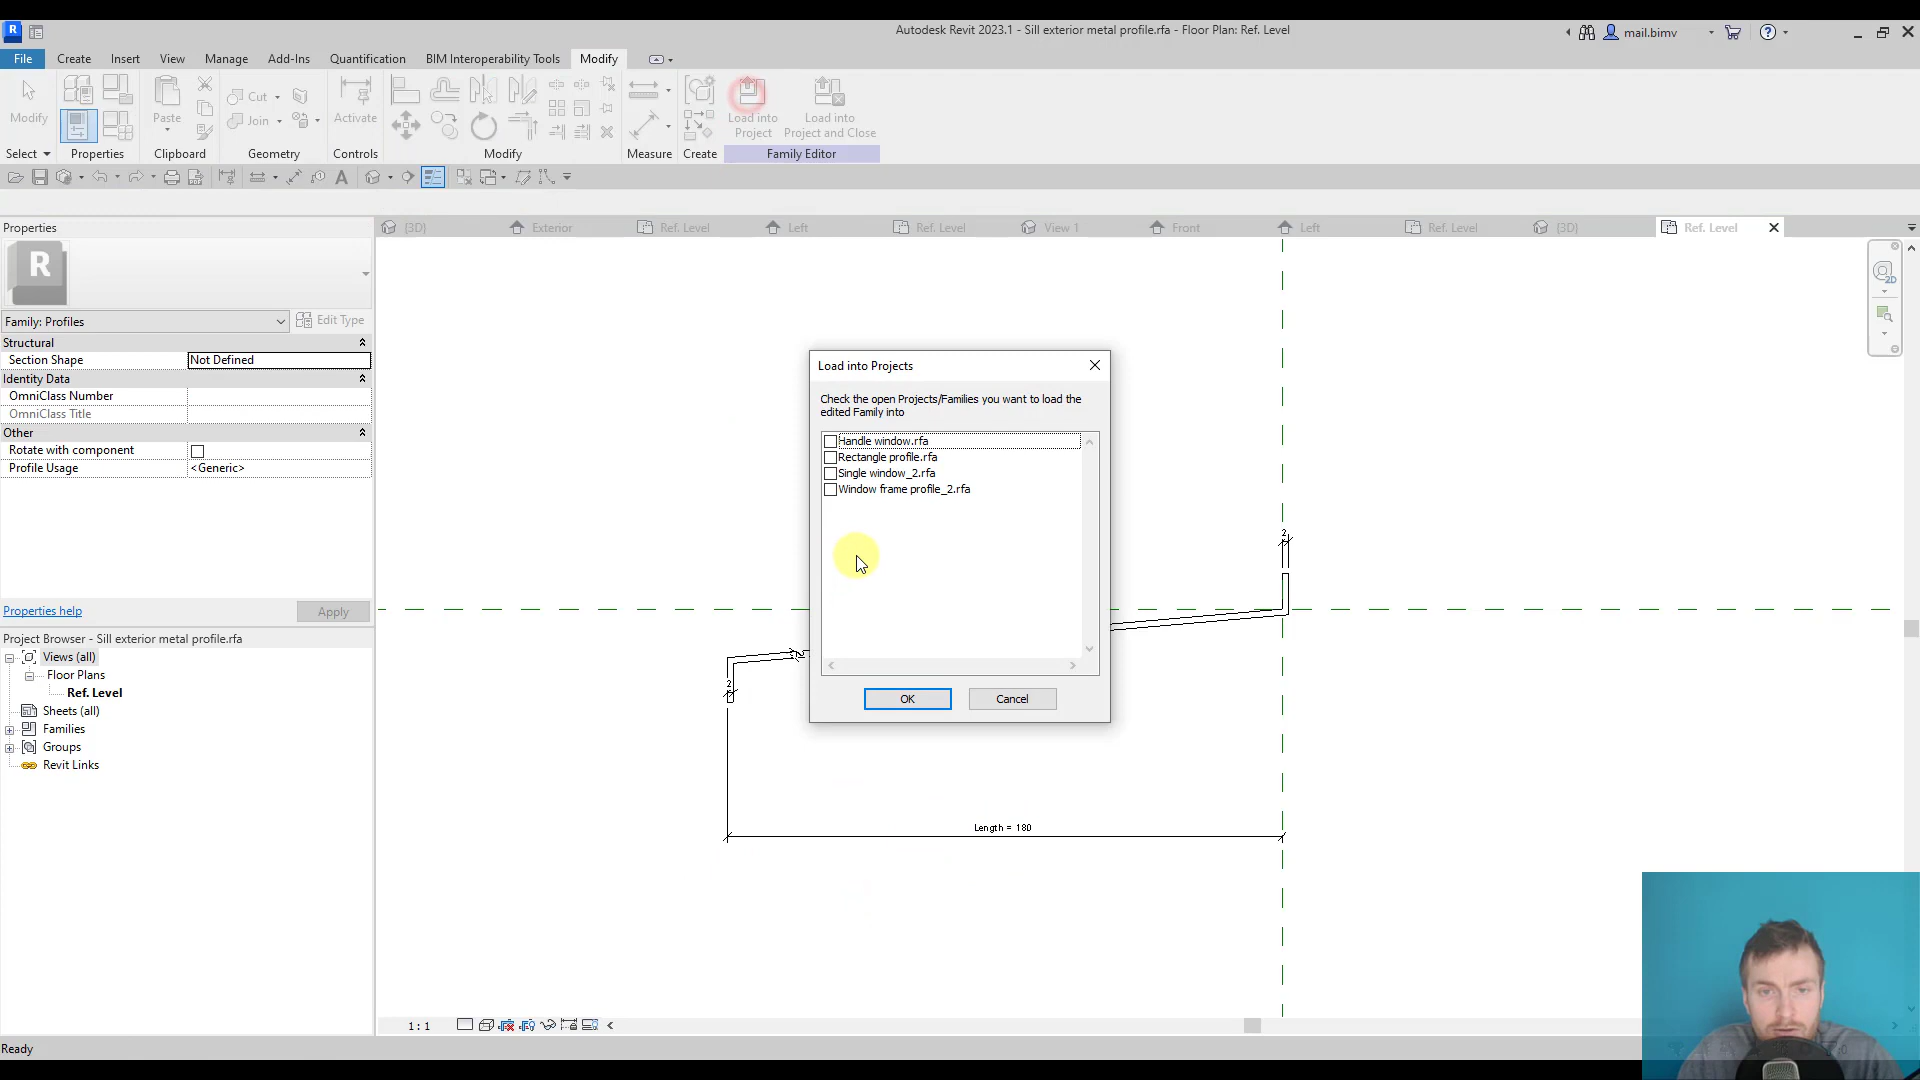 Autodesk Revit 2023.1 - Sill exterior metal profile.rfa - Floor Plan: Ref. Level
mail.bimv
File Create Insert View Manage Add-Ins Quantification BIM Interoperability Tools Modify
Modify
Paste
Cut
Join
Activate
Load into
Project
Load into
Project and Close
Select Properties Clipboard Geometry Controls Modify Measure Create Family Editor
Properties
{3D} Exterior Ref. Level Left Ref. Level View 1 Front Left Ref. Level {3D} Ref. Level
R
Family: Profiles
Edit Type
Structural
Section Shape Not Defined
Identity Data
OmniClass Number
OmniClass Title
Other
Rotate with component
Profile Usage <Generic>
Properties help
Apply
Project Browser - Sill exterior metal profile.rfa
Views (all)
Floor Plans
Ref. Level
Sheets (all)
Families
Groups
Revit Links
Load into Projects
Check the open Projects/Families you want to load the
edited Family into
Handle window.rfa
Rectangle profile.rfa
Single window_2.rfa
Window frame profile_2.rfa
OK Cancel
2
2
Length = 180
1 : 1
Ready